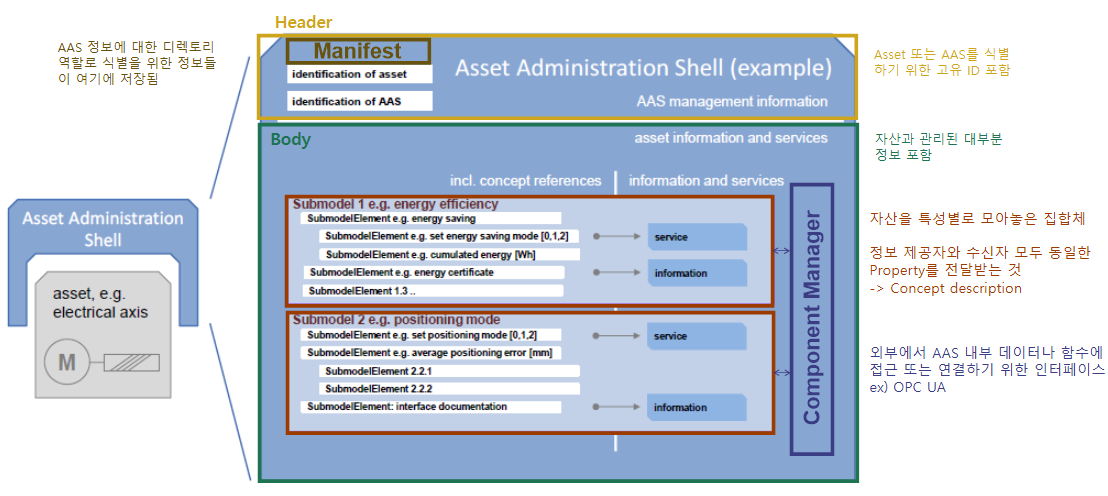 Header
AAS 정보에 대한 디렉토리
역할로 식별을 위한 정보들
이 여기에 저장됨
Manifest
identification of asset
identification of AAS
Asset Administration Shell (example)
AAS management information
Asset 또는 AAS를 식별
하기 위한 고유 ID 포함
Body
asset information and services
자산과 관리된 대부분
정보 포함
incl. concept references
information and services
Submodel 1 e.g. energy efficiency
SubmodelElement e.g. energy saving
SubmodelElement e.g. set energy saving mode [0,1,2]
service
SubmodelElement e.g. cumulated energy [Wh]
SubmodelElement e.g. energy certificate
information
SubmodelElement 1.3 ..
Submodel 2 e.g. positioning mode
SubmodelElement e.g. set positioning mode [0,1,2]
service
SubmodelElement e.g. average positioning error [mm]
SubmodelElement 2.2.1
SubmodelElement 2.2.2
SubmodelElement: interface documentation
information
Component Manager
자산을 특성별로 모아놓은 집합체
정보 제공자와 수신자 모두 동일한
Property를 전달받는 것
-> Concept description
외부에서 AAS 내부 데이터나 함수에
접근 또는 연결하기 위한 인터페이스
ex) OPC UA
Asset Administration
Shell
asset, e.g.
electrical axis
M